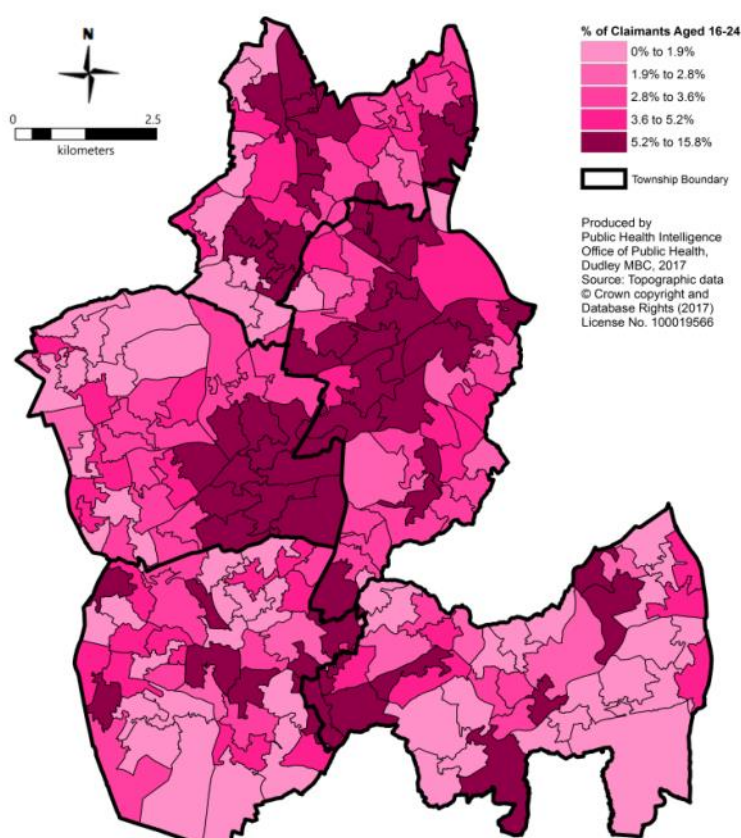 N
0 2.5
kilometers
% of Claimants Aged 16-24
0% to 1.9%
1.9% to 2.8%
2.8% to 3.6%
3.6 to 5.2%
5.2% to 15.8%
Township Boundary
Produced by
Public Health Intelligence
Office of Public Health,
Dudley MBC, 2017
Source: Topographic data
© Crown copyright and
Database Rights (2017)
License No. 100019566